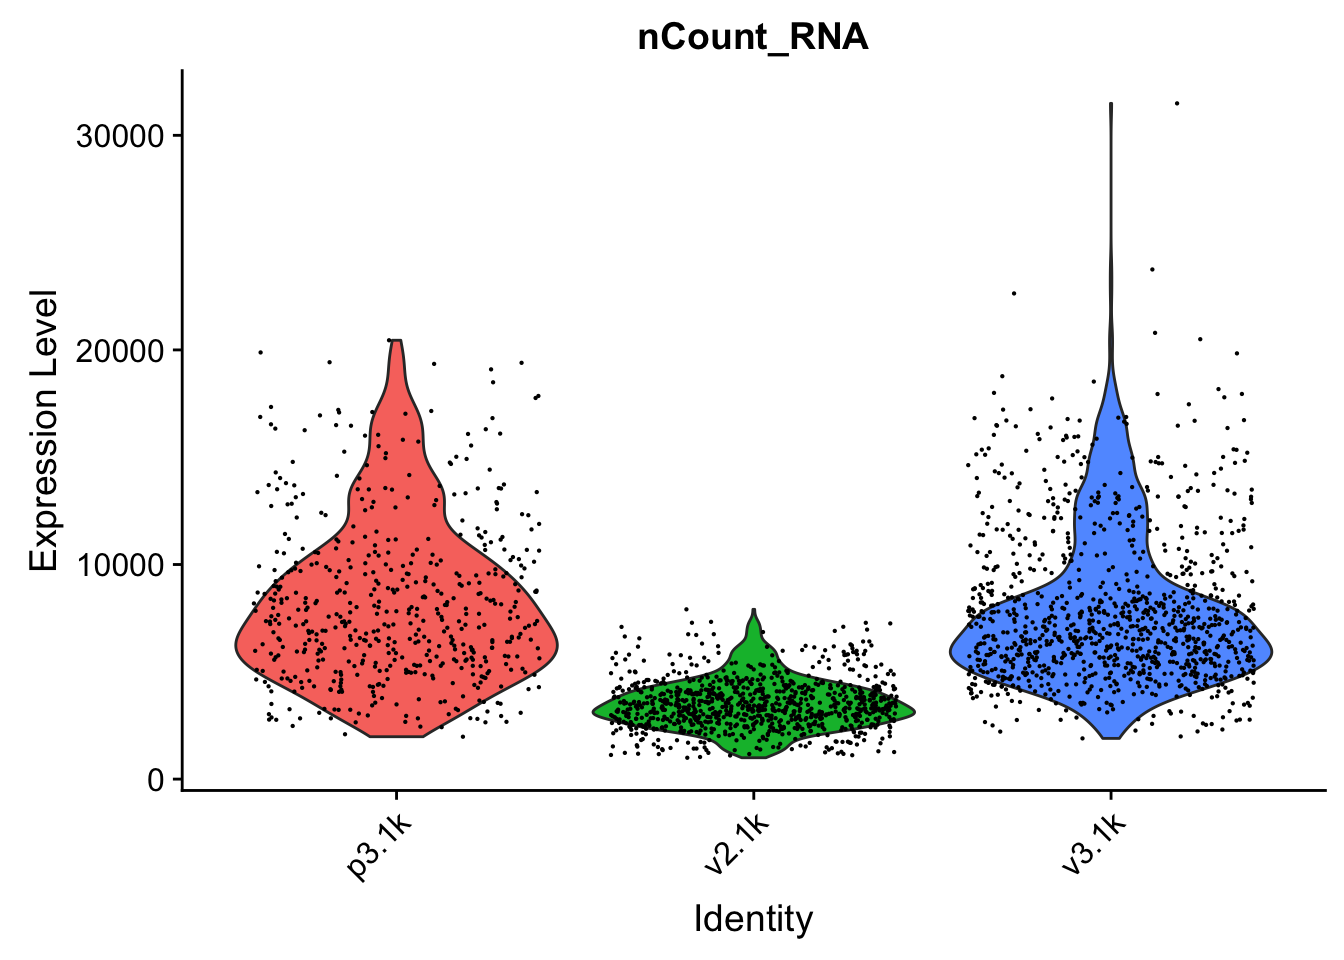 nCount_RNA
Expression Level
30000
20000
10000
0
p3.1k
v2.1k
v3.1k
Identity